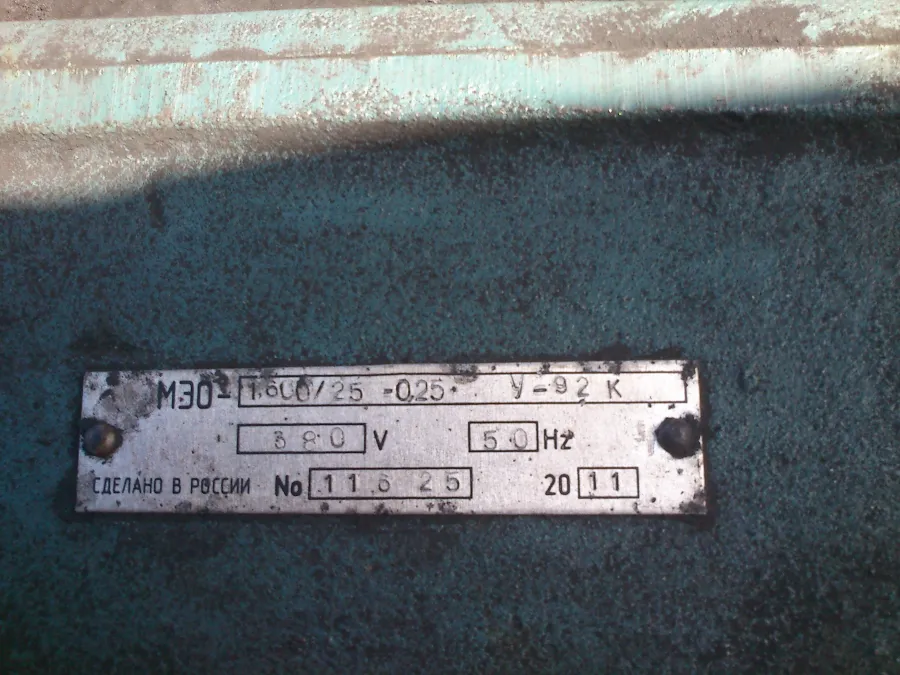 МЭО- 1600/25 -0,25. У-92 К
380 V 50 Hz
СДЕЛАНО В РОССИИ No 11625 2011